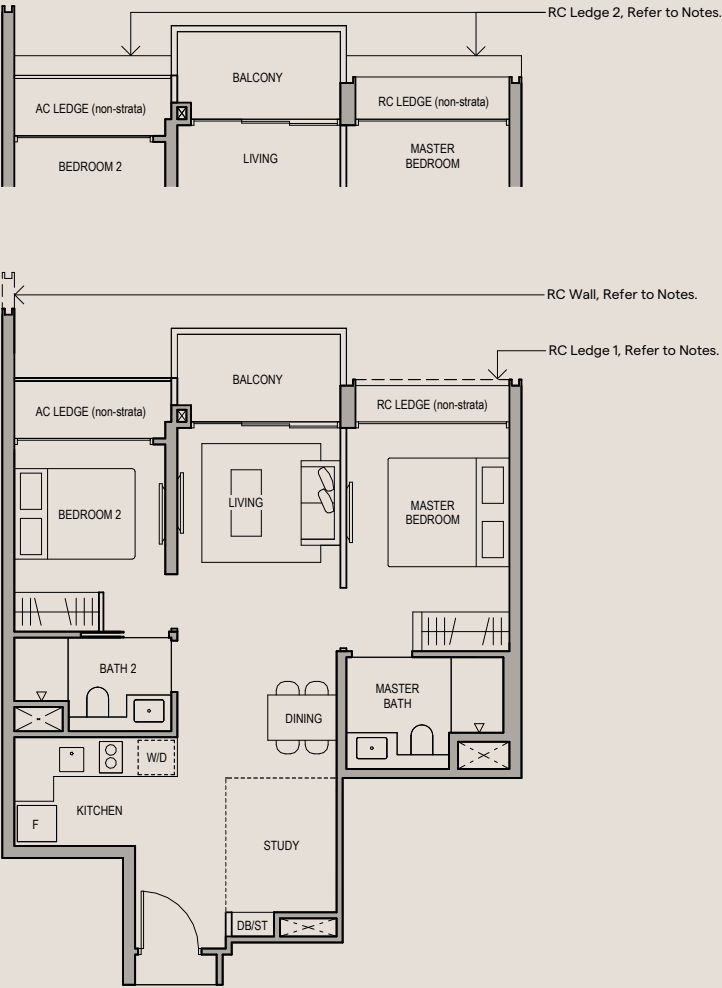 RC Ledge 2, Refer to Notes.
BALCONY
AC LEDGE (non-strata)
RC LEDGE (non-strata)
BEDROOM 2
LIVING
MASTER
BEDROOM
RC Wall, Refer to Notes.
RC Ledge 1, Refer to Notes.
BALCONY
AC LEDGE (non-strata)
RC LEDGE (non-strata)
BEDROOM 2
LIVING
MASTER
BEDROOM
BATH 2
MASTER
BATH
DINING
W/D
KITCHEN
F
STUDY
DB/ST